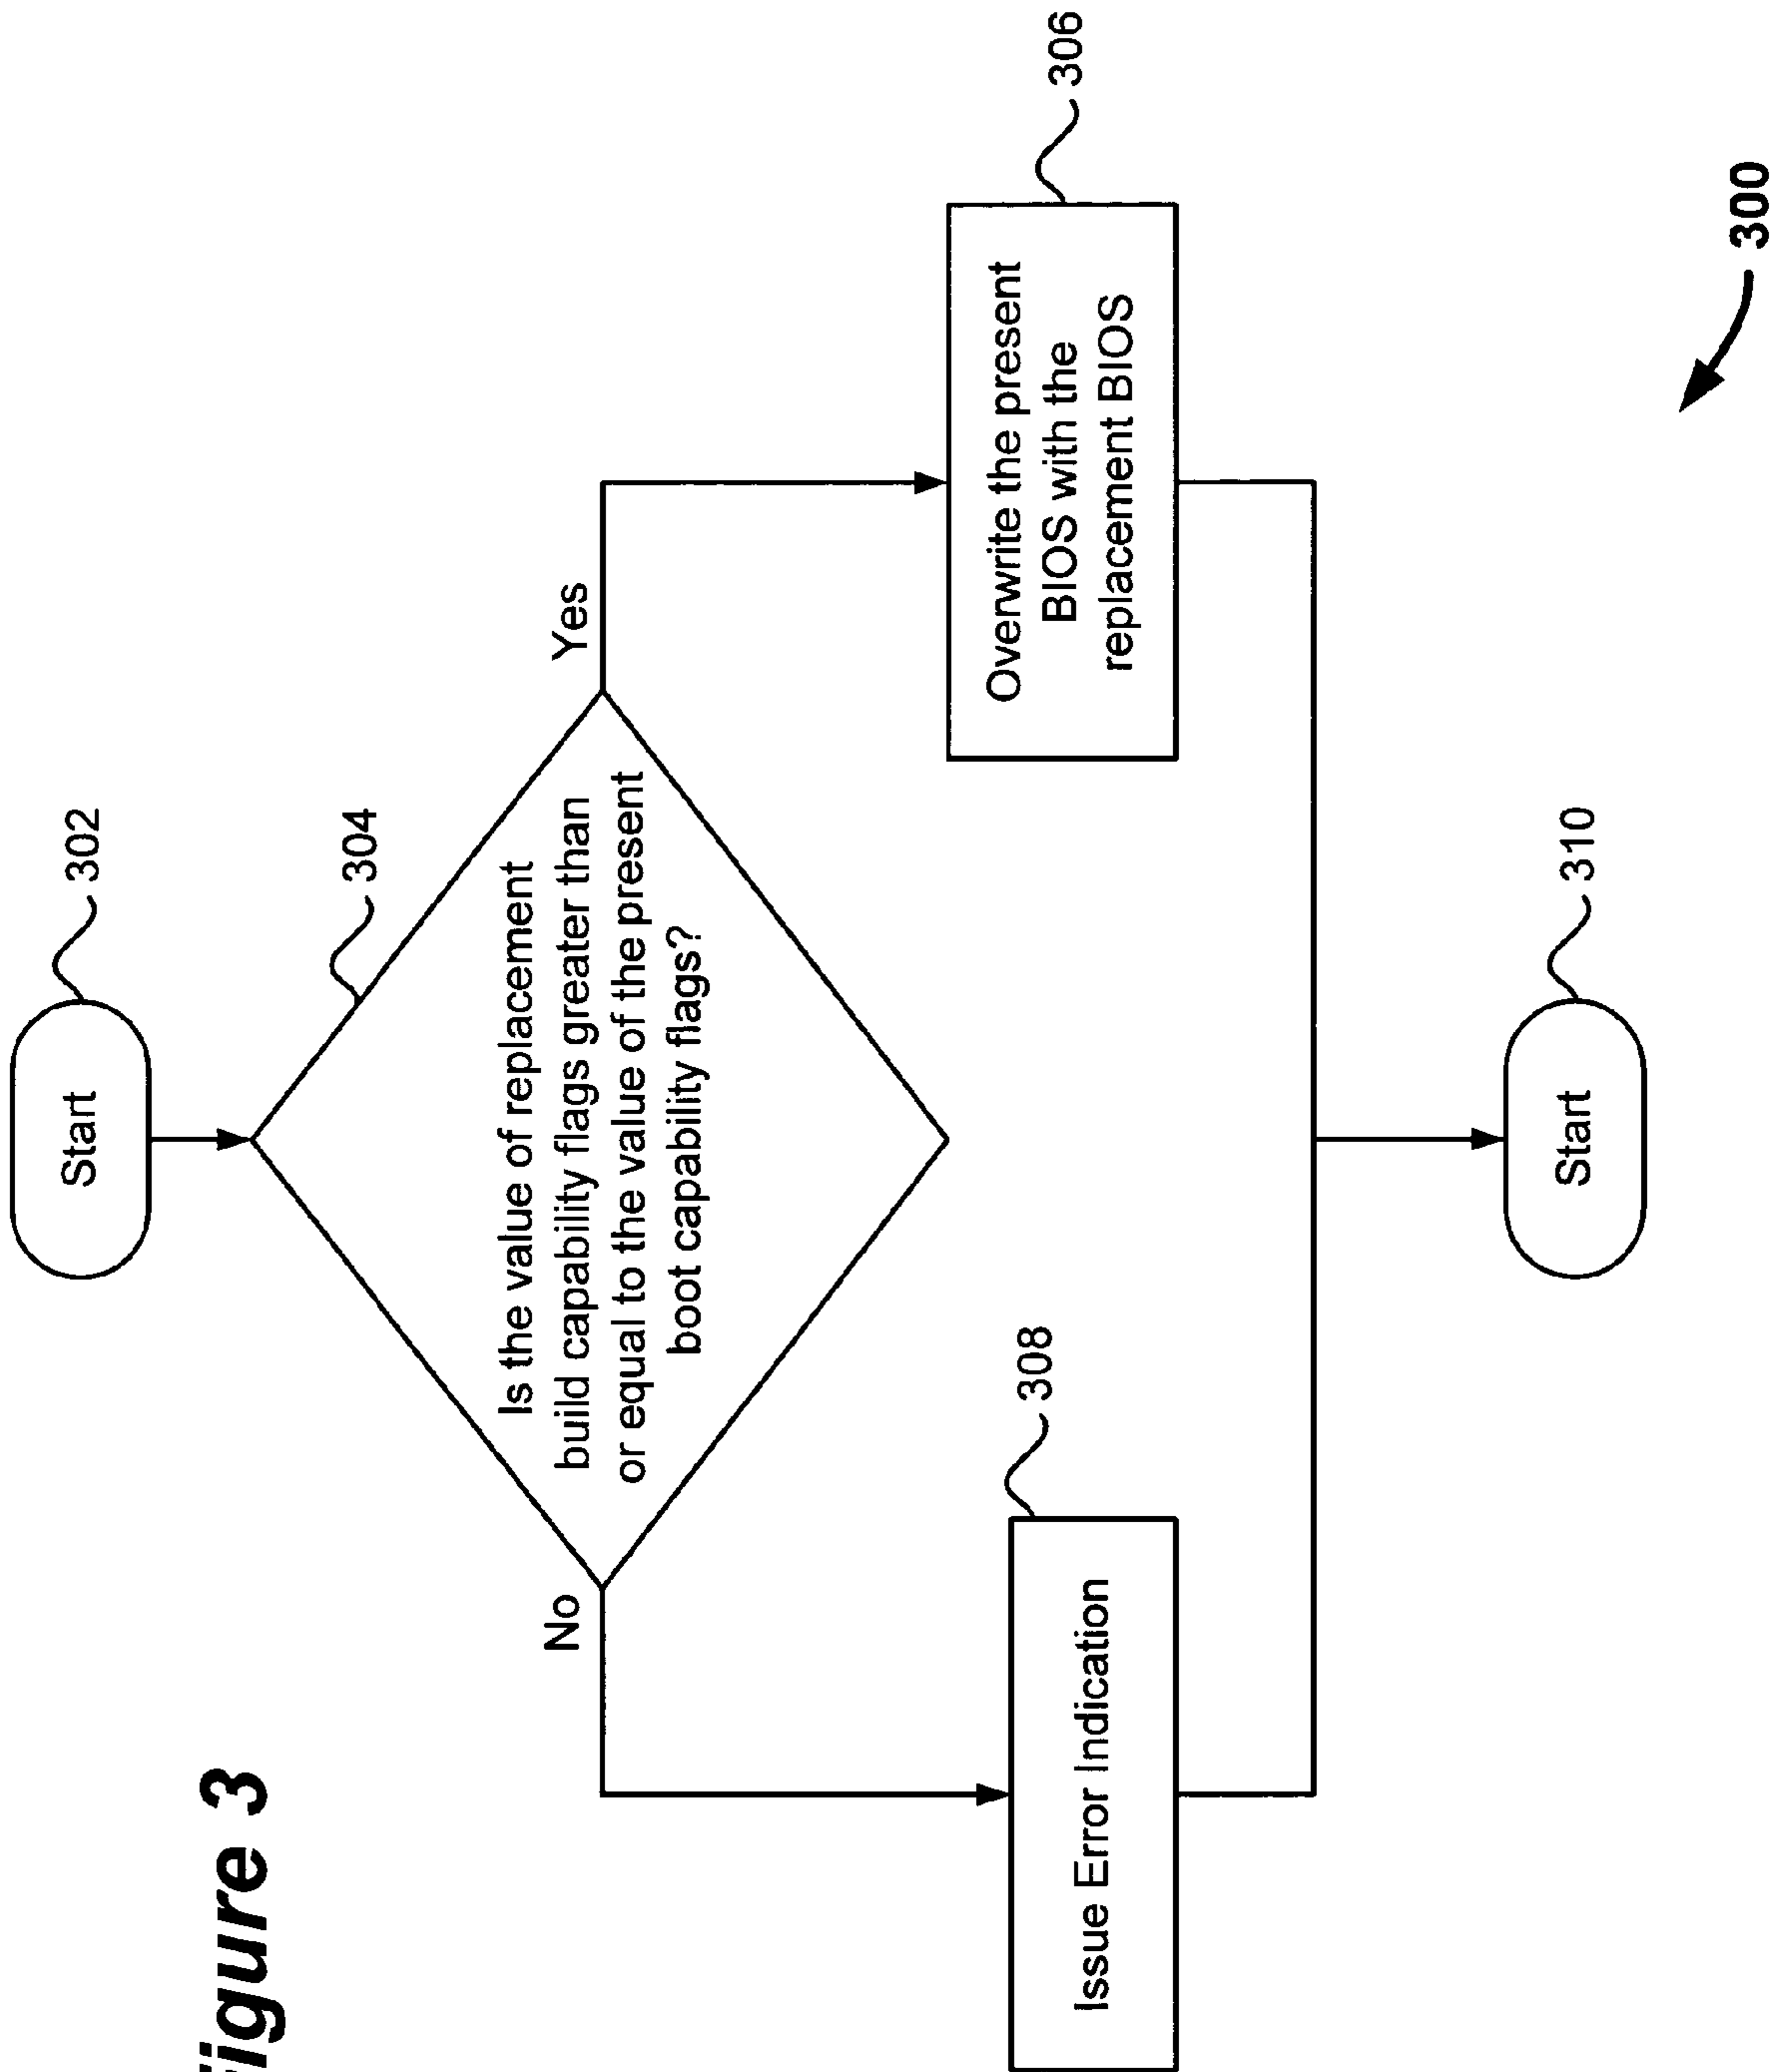 Figure 3
Start
302
304
Is the value of replacement
build capability flags greater than
or equal to the value of the present
boot capability flags?
No
Yes
308
Issue Error Indication
306
Overwrite the present
BIOS with the
replacement BIOS
310
Start
300